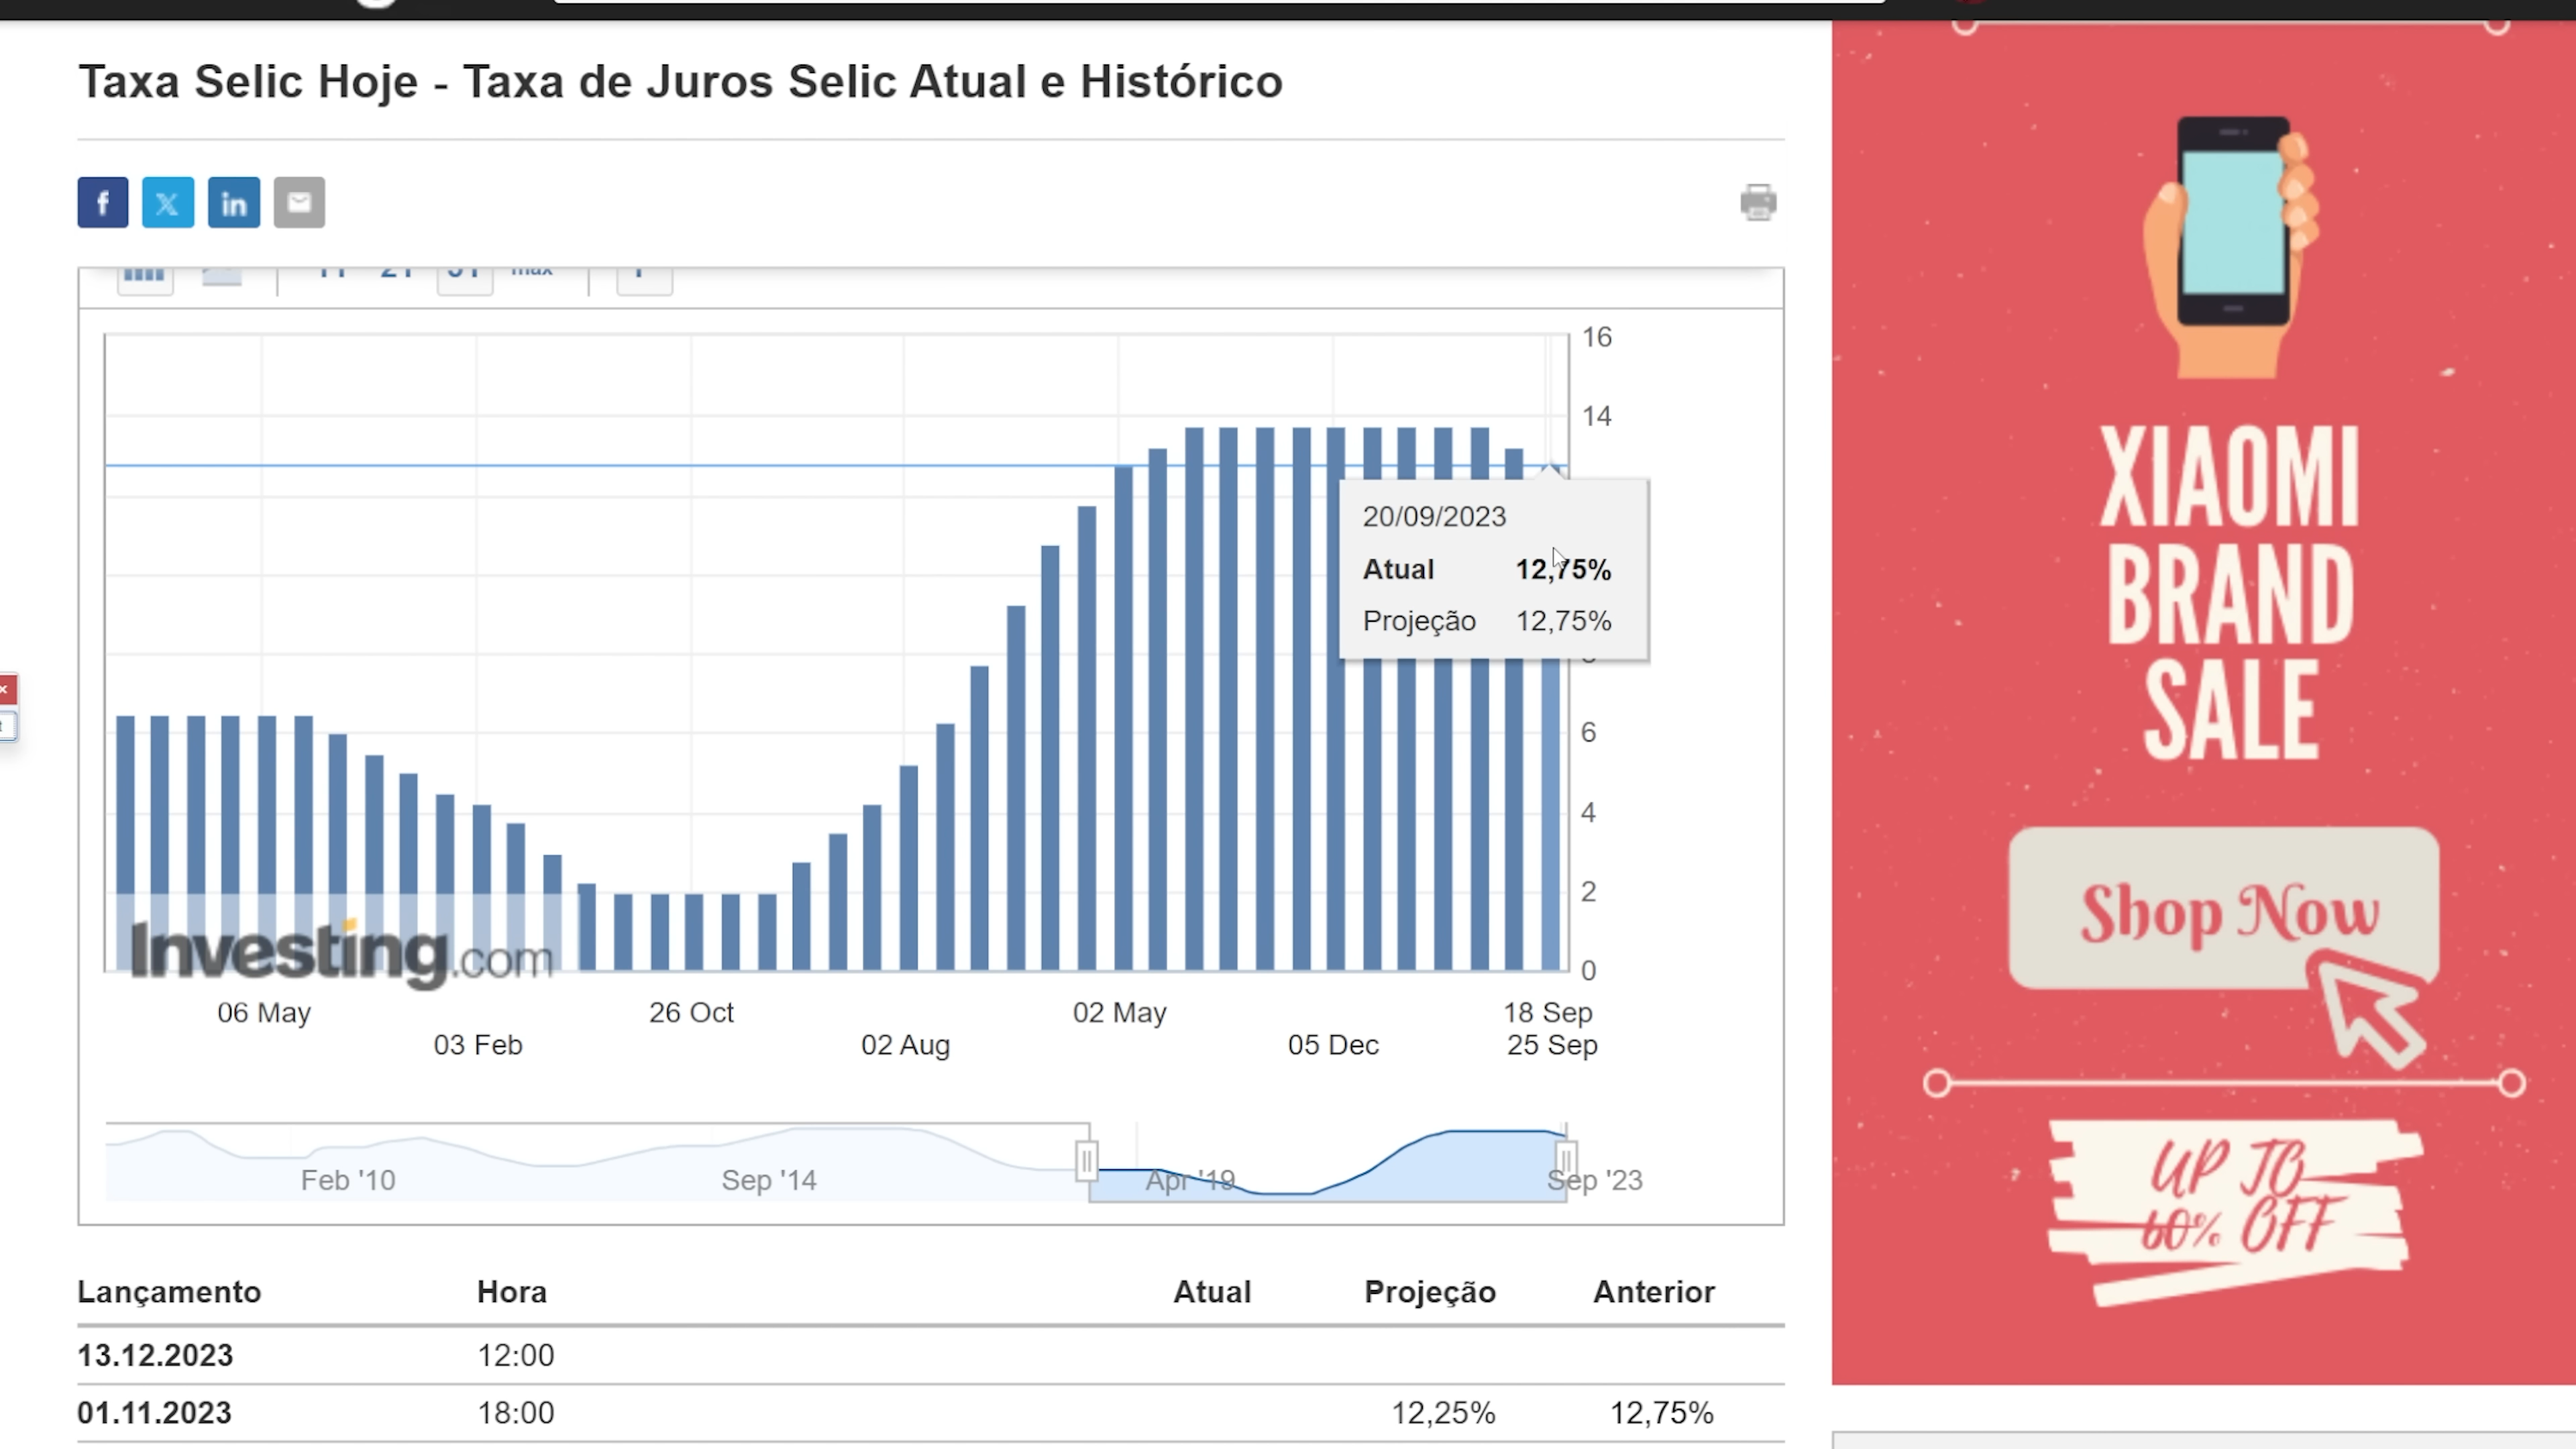 Taxa Selic Hoje - Taxa de Juros Selic Atual e Histórico
f
in
max
16
14
20/09/2023
Atual 12,75%
Projeção 12,75%
6
4
2
0
Investing.com
06 May
26 Oct
02 May
18 Sep
03 Feb
02 Aug
05 Dec
25 Sep
Feb '10
Sep '14
Apr '19
Sep '23
Lançamento Hora Atual Projeção Anterior
13.12.2023 12:00
01.11.2023 18:00 12,25% 12,75%
XIAOMI
BRAND
SALE
Shop Now
UP TO
60% OFF